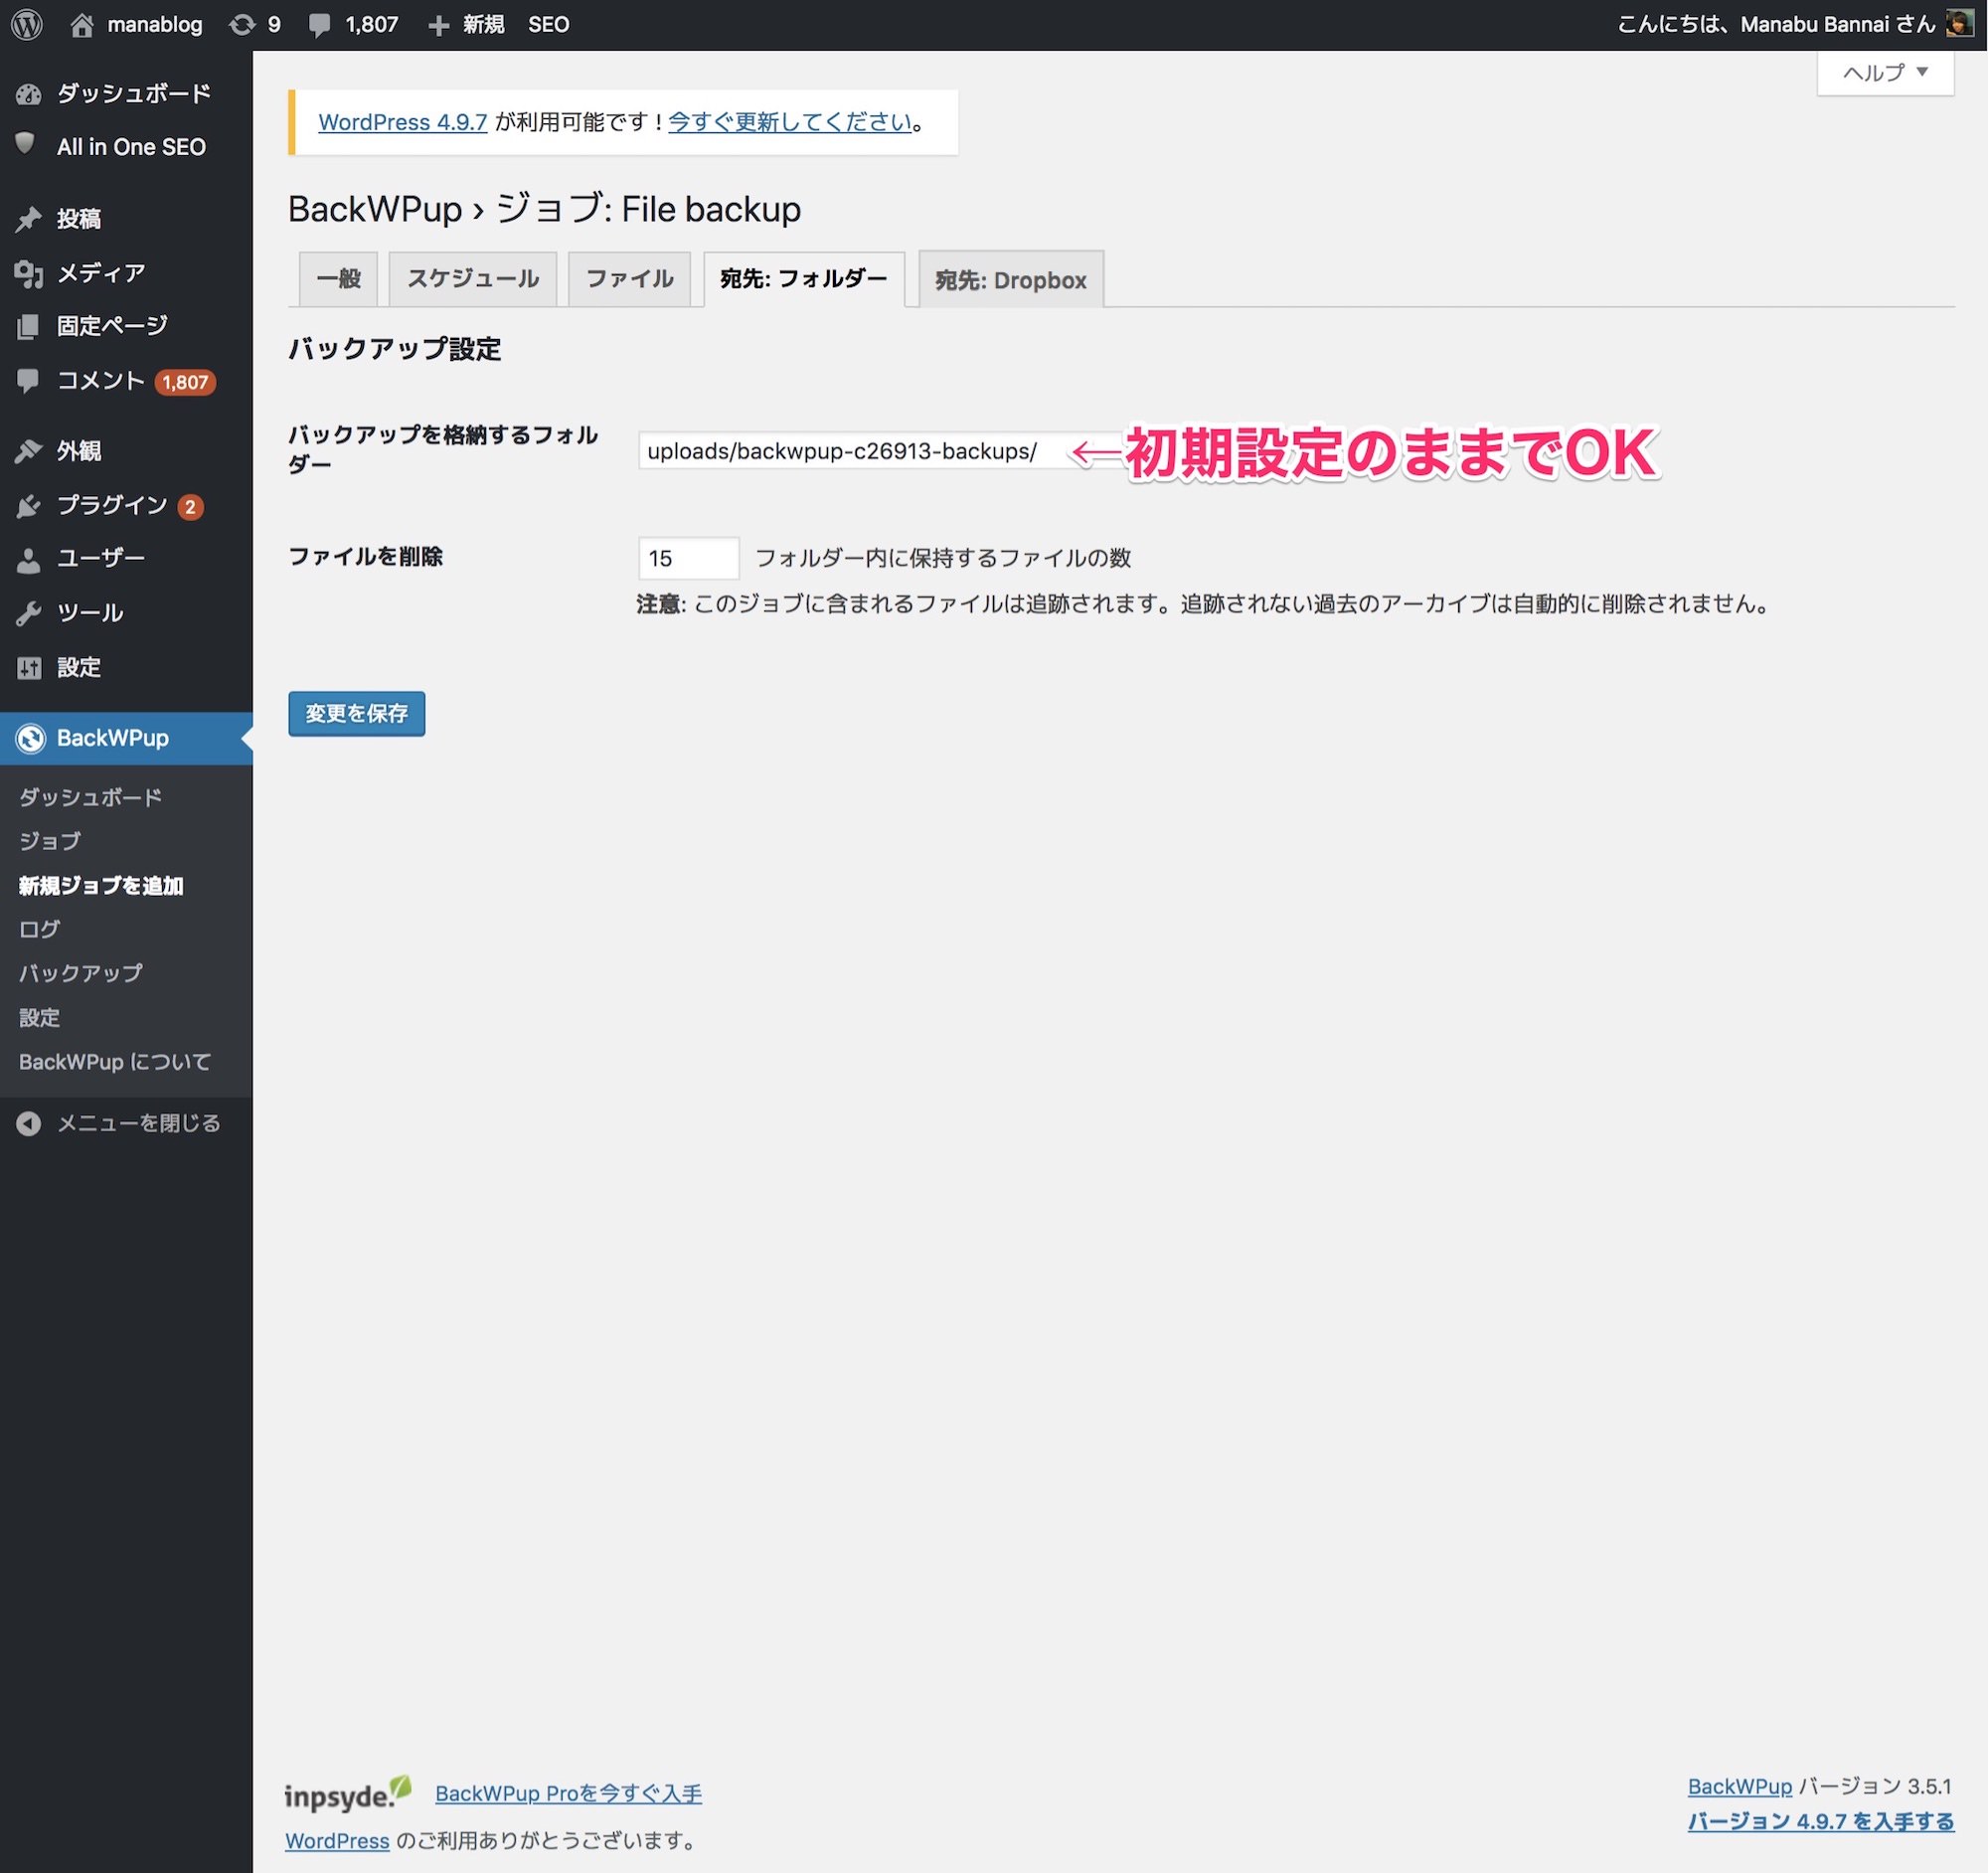 manablog 9 1,807 新規 SEO
こんにちは、Manabu Bannai さん
ヘルプ ▼
ダッシュボード
All in One SEO
投稿
メディア
固定ページ
コメント 1,807
外観
プラグイン 2
ユーザー
ツール
設定
BackWPup
ダッシュボード
ジョブ
新規ジョブを追加
ログ
バックアップ
設定
BackWPup について
メニューを閉じる
WordPress 4.9.7 が利用可能です ! 今すぐ更新してください。
BackWPup › ジョブ: File backup
一般 スケジュール ファイル 宛先: フォルダー 宛先: Dropbox
バックアップ設定
バックアップを格納するフォル
ダー
uploads/backwpup-c26913-backups/ ←初期設定のままでOK
ファイルを削除
15 フォルダー内に保持するファイルの数
注意: このジョブに含まれるファイルは追跡されます。追跡されない過去のアーカイブは自動的に削除されません。
変更を保存
inpsyde. BackWPup Proを今すぐ入手
WordPress のご利用ありがとうございます。
BackWPup バージョン 3.5.1
バージョン 4.9.7 を入手する